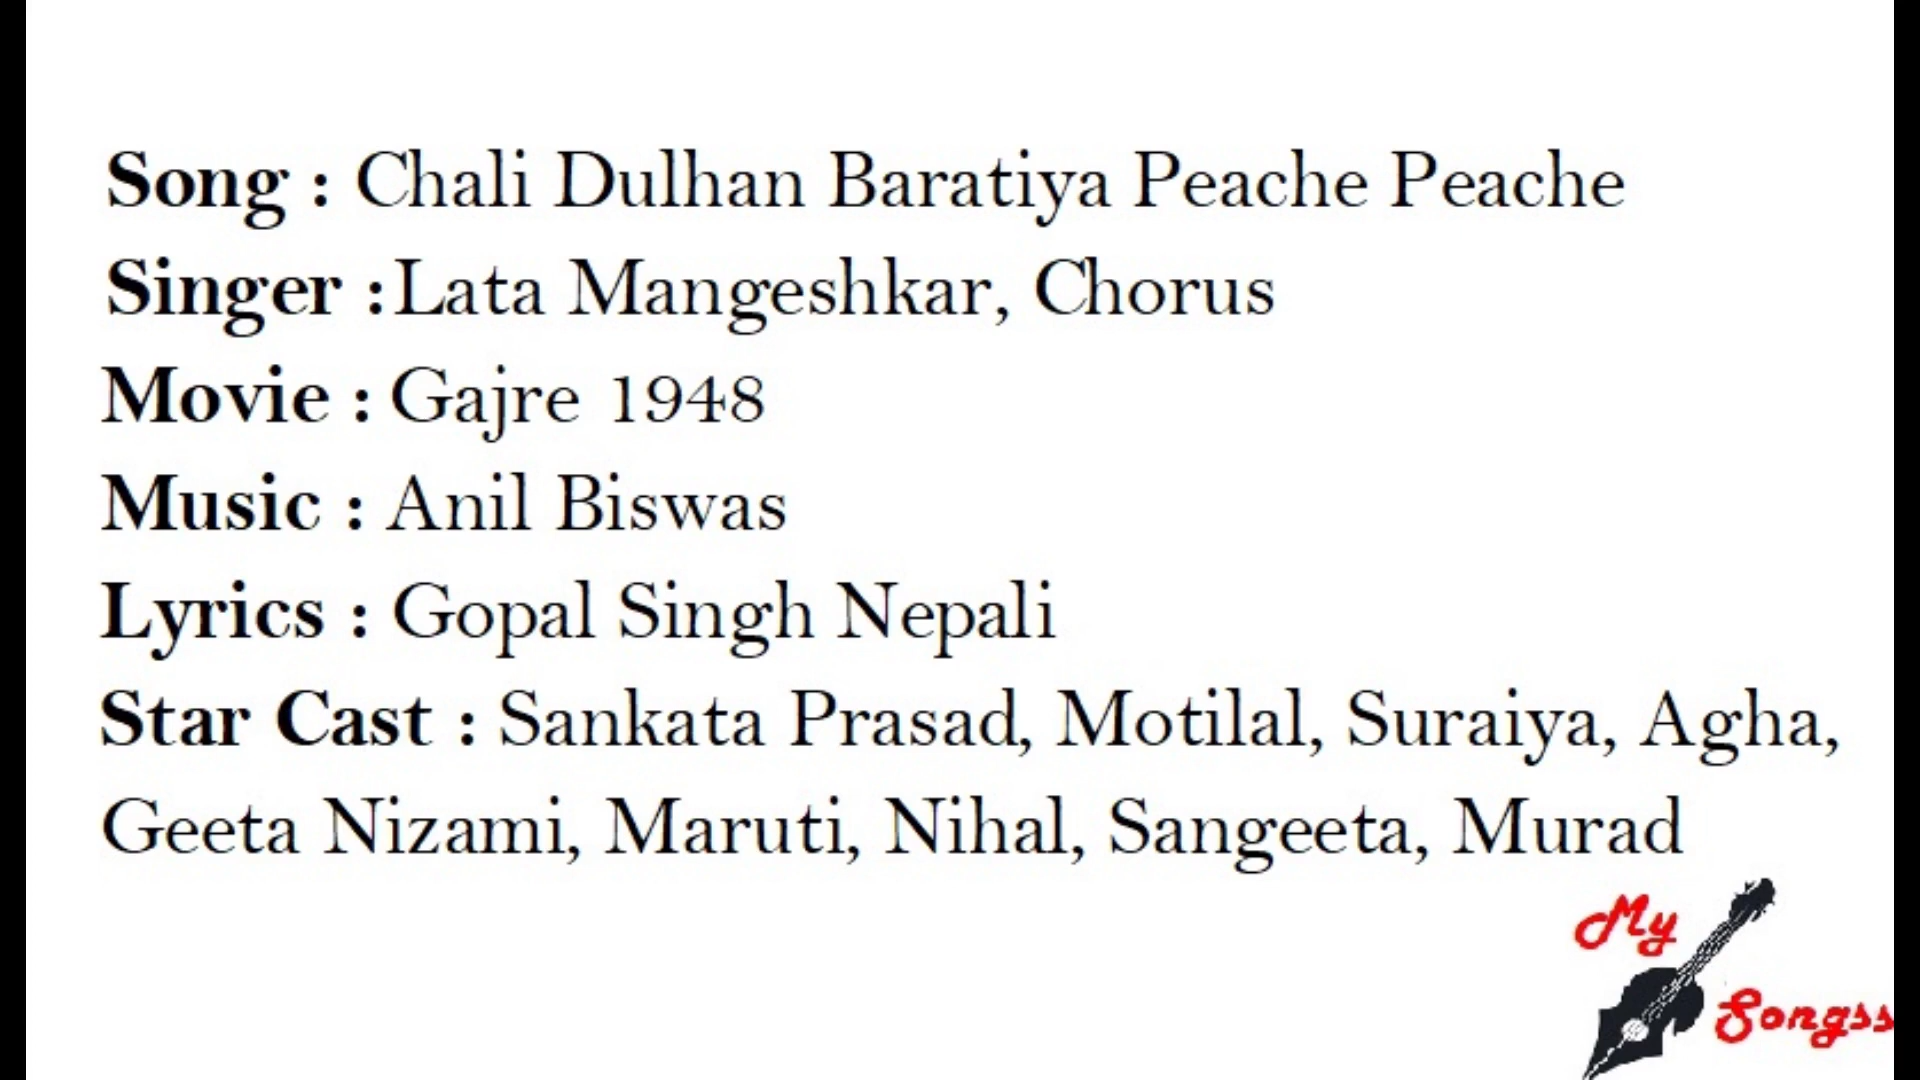 Song : Chali Dulhan Baratiya Peache Peache
Singer :Lata Mangeshkar, Chorus
Movie : Gajre 1948
Music : Anil Biswas
Lyrics : Gopal Singh Nepali
Star Cast : Sankata Prasad, Motilal, Suraiya, Agha,
Geeta Nizami, Maruti, Nihal, Sangeeta, Murad
My
Songss